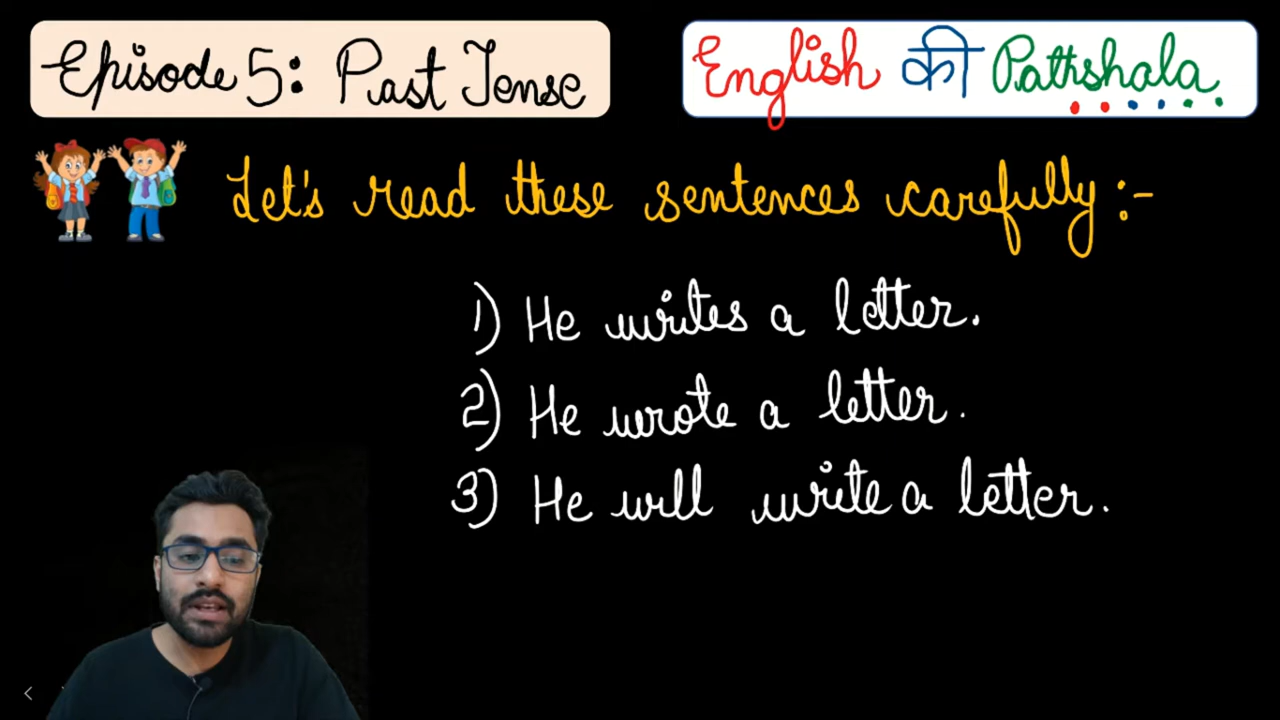 Episode 5: Past Tense
English की Pathshala
Let's read these sentences carefully :-
1) He writes a letter.
2) He wrote a letter.
3) He will write a letter.